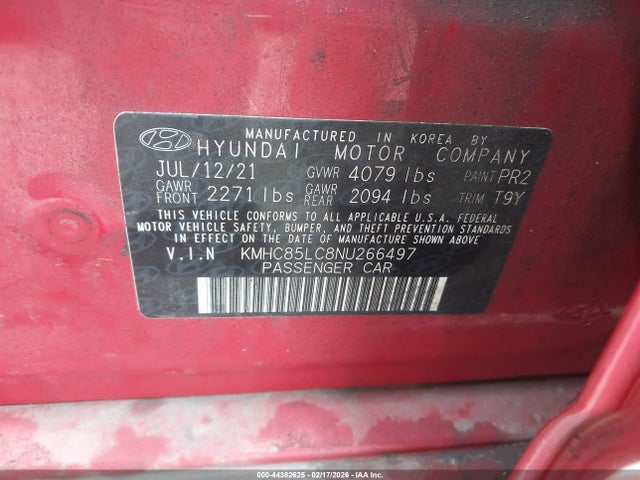 MANUFACTURED IN KOREA BY
HYUNDAI MOTOR COMPANY
JUL/12/21 GVWR 4079 lbs PAINT PR2
GAWR FRONT 2271 lbs GAWR REAR 2094 lbs TRIM T9Y
THIS VEHICLE CONFORMS TO ALL APPLICABLE U.S.A. FEDERAL
MOTOR VEHICLE SAFETY, BUMPER, AND THEFT PREVENTION STANDARDS
IN EFFECT ON THE DATE OF MANUFACTURE SHOWN ABOVE.
V.I.N KMHC85LC8NU266497
PASSENGER CAR
000-44382625 - 02/17/2026 - IAA Inc.